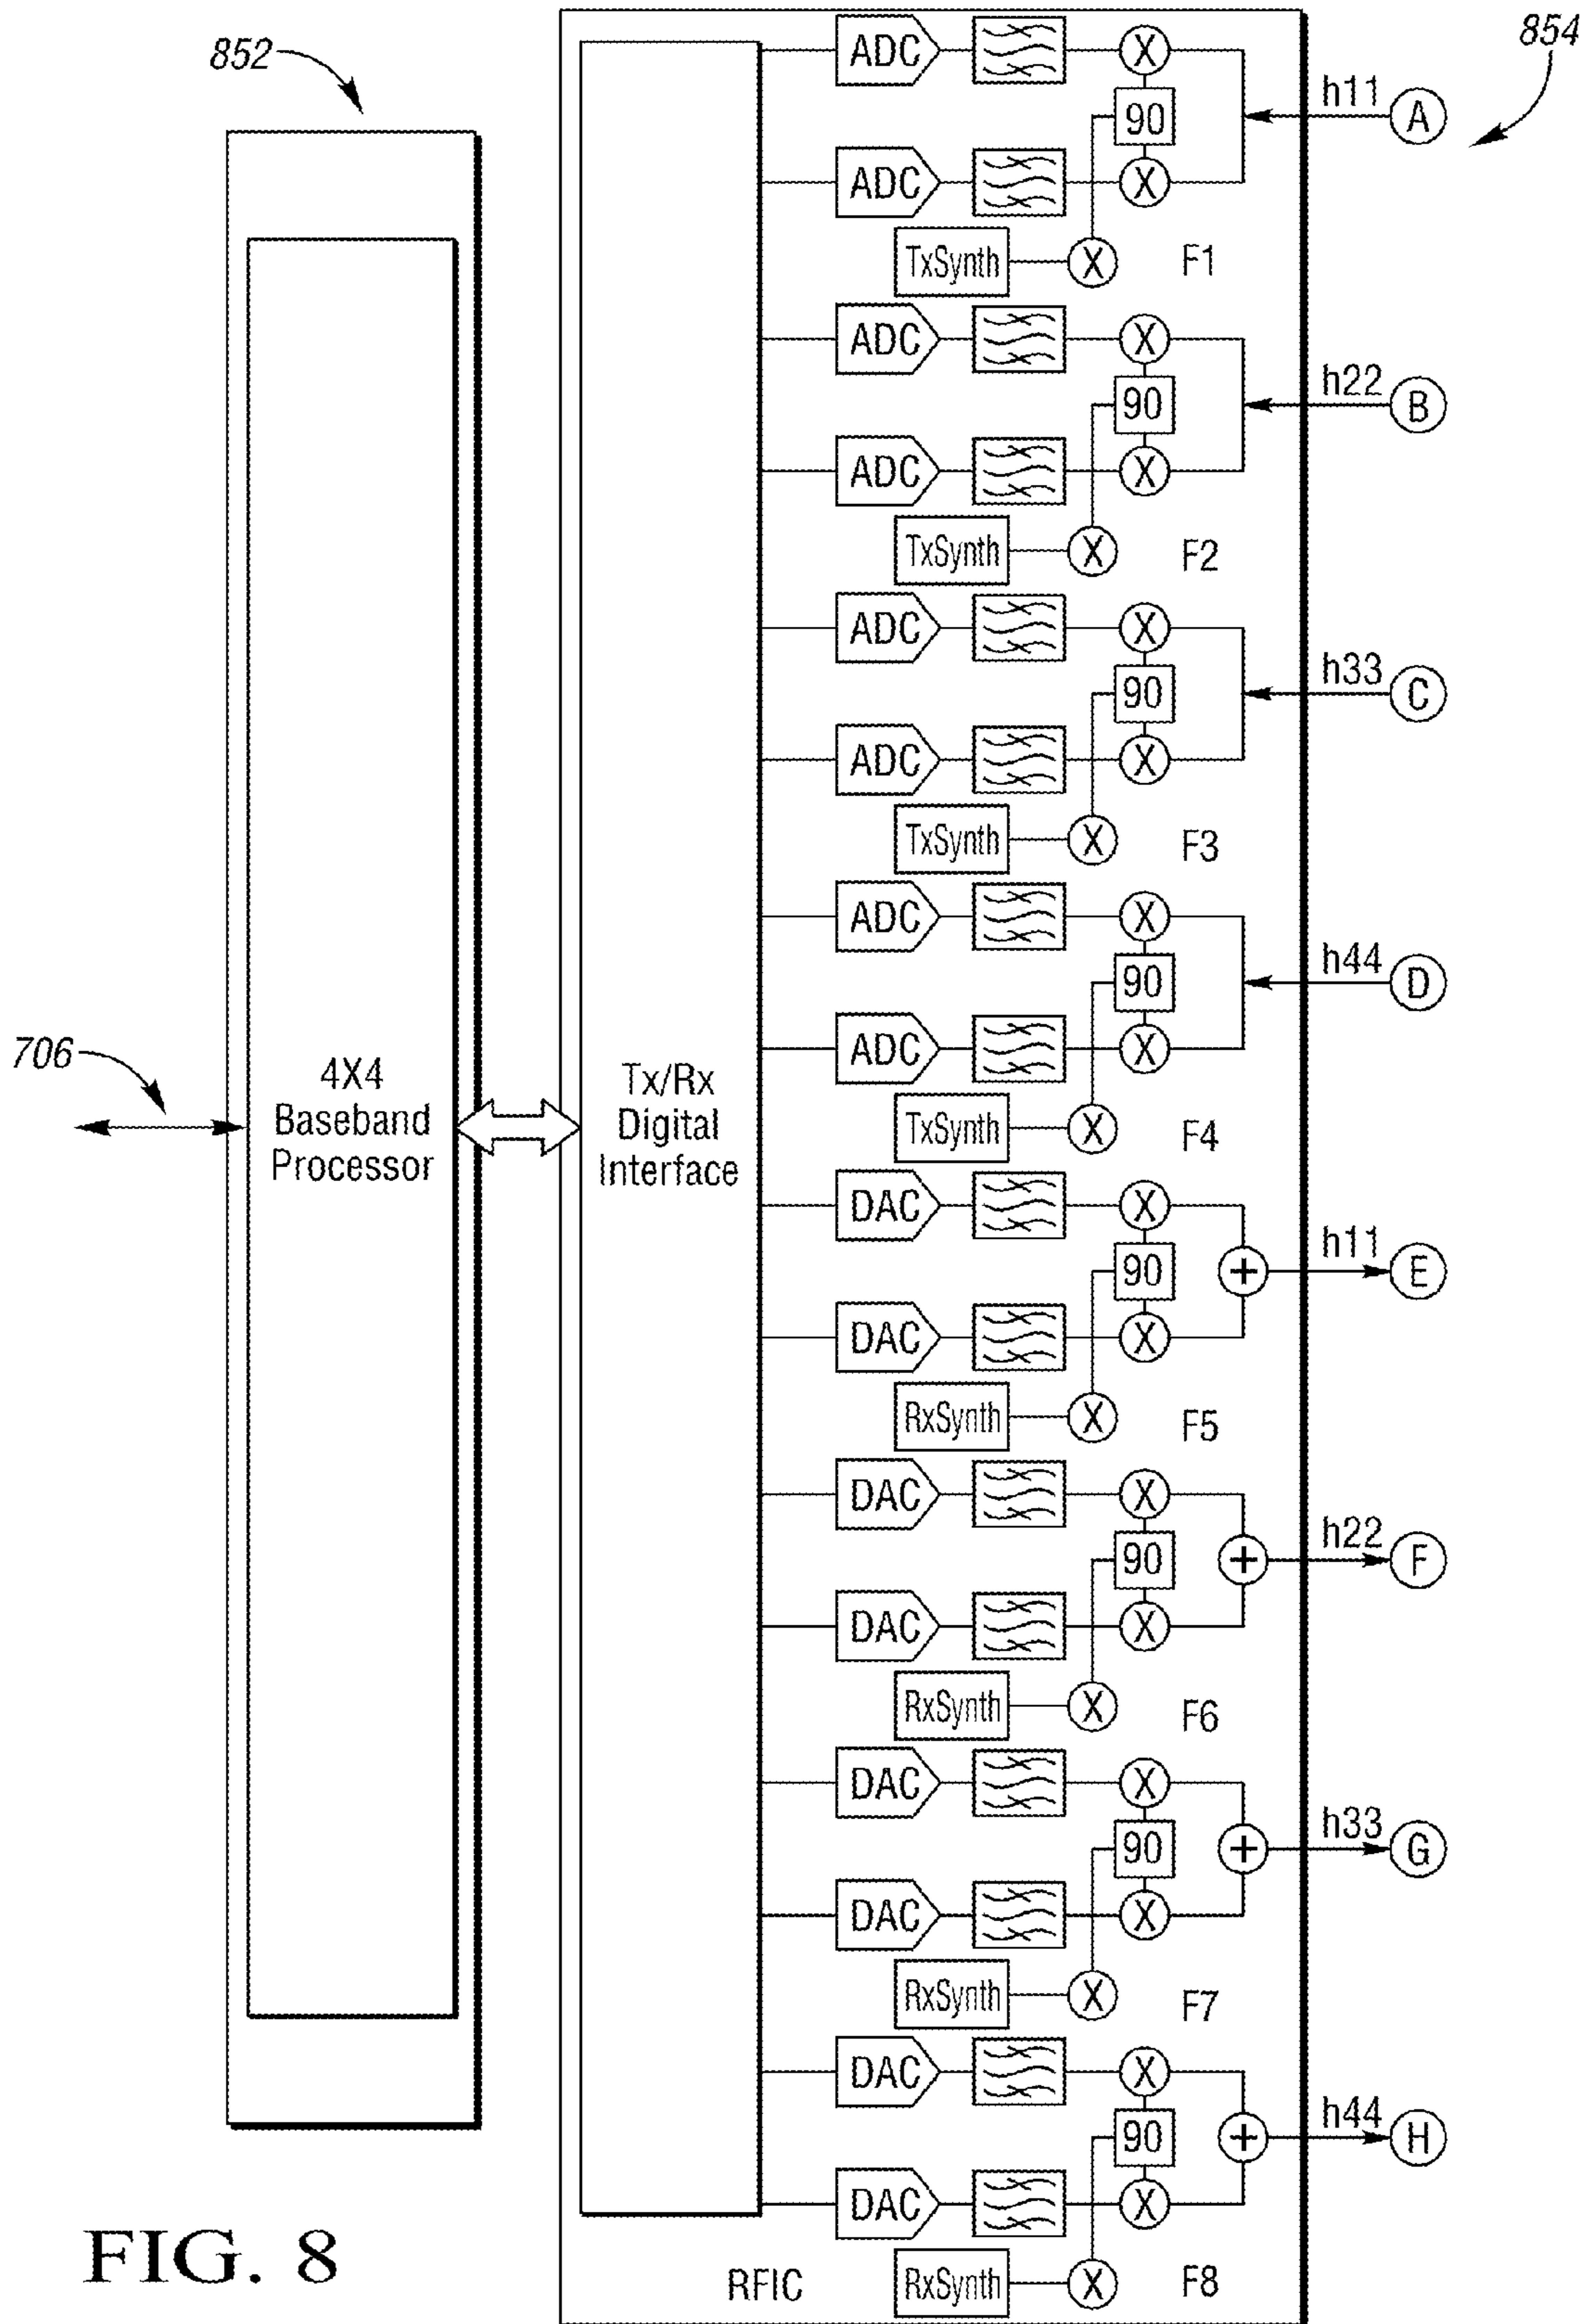 852
854
ADC
X
h11
A
90
ADC
X
TxSynth
X
F1
ADC
X
h22
B
90
ADC
X
TxSynth
X
F2
ADC
X
h33
C
90
ADC
X
TxSynth
X
F3
ADC
X
h44
D
90
ADC
X
TxSynth
X
F4
706
4X4
Baseband
Processor
Tx/Rx
Digital
Interface
DAC
X
h11
E
90
+
DAC
X
RxSynth
X
F5
DAC
X
h22
F
90
+
DAC
X
RxSynth
X
F6
DAC
X
h33
G
90
+
DAC
X
RxSynth
X
F7
DAC
X
h44
H
90
+
DAC
X
RxSynth
X
F8
RFIC
FIG. 8